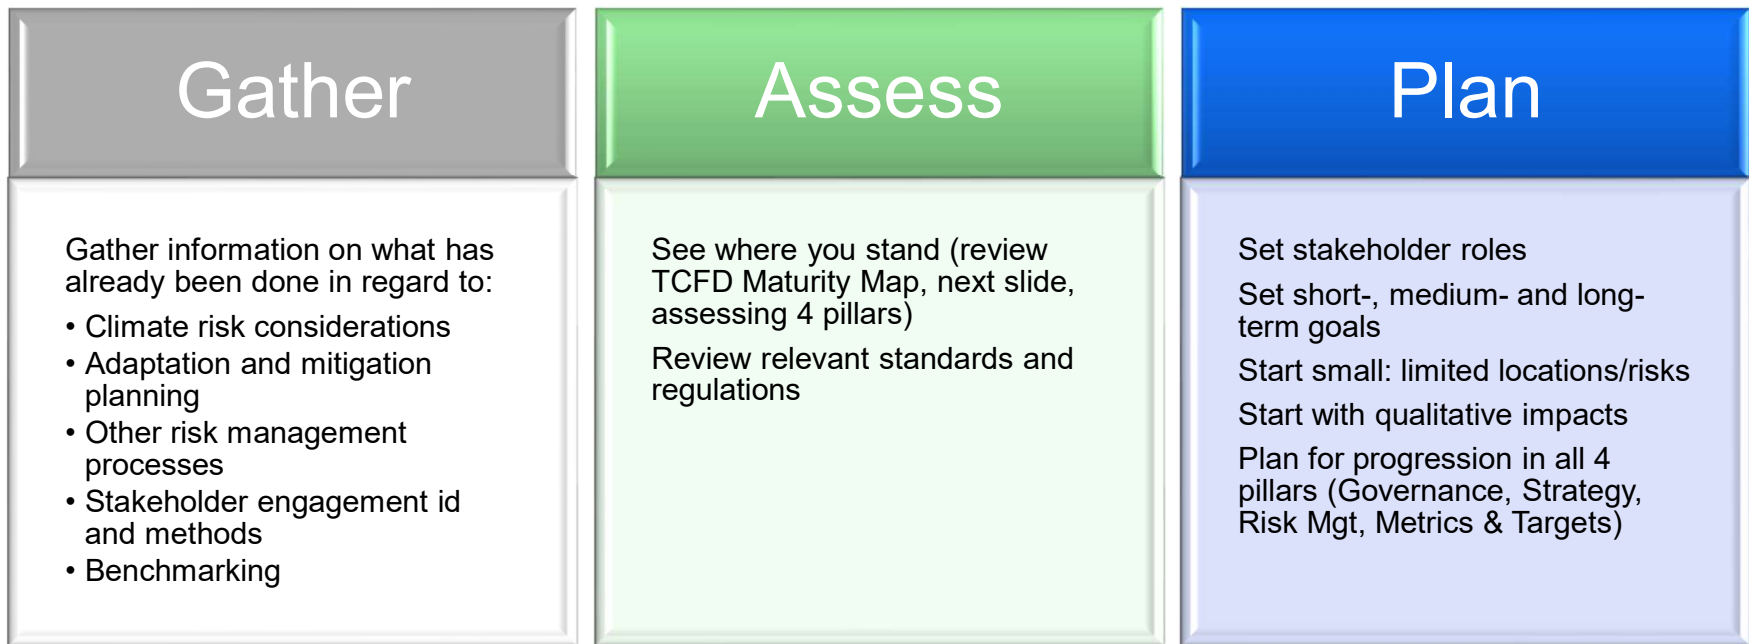 Gather
Gather information on what has
already been done in regard to:
• Climate risk considerations
• Adaptation and mitigation
planning
• Other risk management
processes
• Stakeholder engagement id
and methods
• Benchmarking
Assess
See where you stand (review
TCFD Maturity Map, next slide,
assessing 4 pillars)
Review relevant standards and
regulations
Plan
Set stakeholder roles
Set short-, medium- and long-
term goals
Start small: limited locations/risks
Start with qualitative impacts
Plan for progression in all 4
pillars (Governance, Strategy,
Risk Mgt, Metrics & Targets)